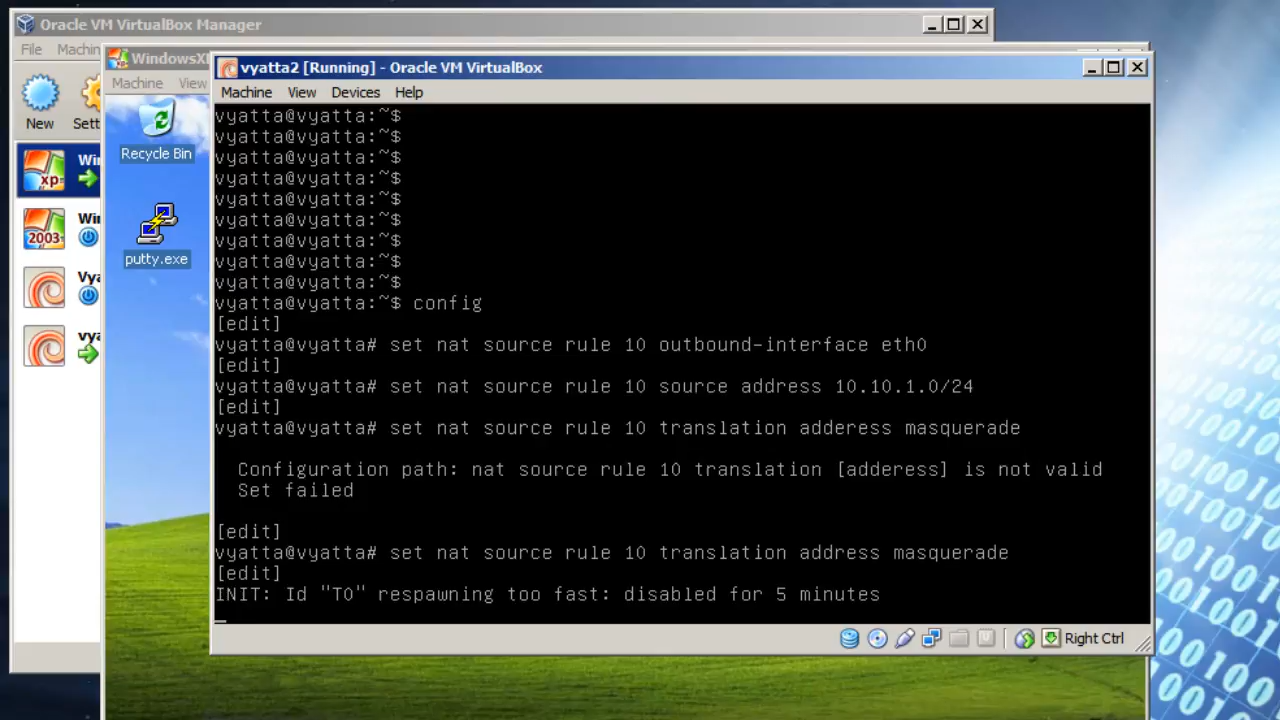 Oracle VM VirtualBox Manager
File Machin
WindowsXP
vyatta2 [Running] - Oracle VM VirtualBox
Machine View
Machine View Devices Help
New Sett
Recycle Bin
putty.exe
Win
xp
Win
2003
Vya
vya
vyatta@vyatta:~$
vyatta@vyatta:~$
vyatta@vyatta:~$
vyatta@vyatta:~$
vyatta@vyatta:~$
vyatta@vyatta:~$
vyatta@vyatta:~$
vyatta@vyatta:~$
vyatta@vyatta:~$
vyatta@vyatta:~$ config
[edit]
vyatta@vyatta# set nat source rule 10 outbound-interface eth0
[edit]
vyatta@vyatta# set nat source rule 10 source address 10.10.1.0/24
[edit]
vyatta@vyatta# set nat source rule 10 translation adderess masquerade
Configuration path: nat source rule 10 translation [adderess] is not valid
Set failed
[edit]
vyatta@vyatta# set nat source rule 10 translation address masquerade
[edit]
INIT: Id "T0" respawning too fast: disabled for 5 minutes
Right Ctrl